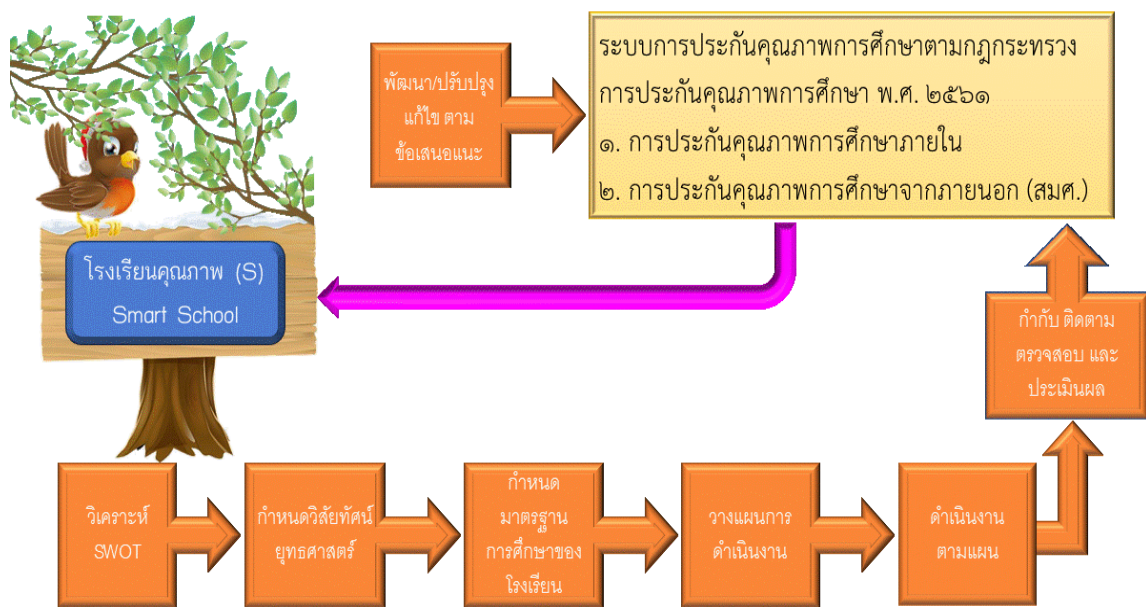 พัฒนา/ปรับปรุง
แก้ไข ตาม
ข้อเสนอแนะ
ระบบการประกันคุณภาพการศึกษาตามกฎกระทรวง
การประกันคุณภาพการศึกษา พ.ศ. ๒๕๖๑
๑. การประกันคุณภาพการศึกษาภายใน
๒. การประกันคุณภาพการศึกษาจากภายนอก (สมศ.)
โรงเรียนคุณภาพ (S)
Smart School
กำกับ ติดตาม
ตรวจสอบ และ
ประเมินผล
วิเคราะห์
SWOT
กำหนดวิสัยทัศน์
ยุทธศาสตร์
กำหนด
มาตรฐาน
การศึกษาของ
โรงเรียน
วางแผนการ
ดำเนินงาน
ดำเนินงาน
ตามแผน